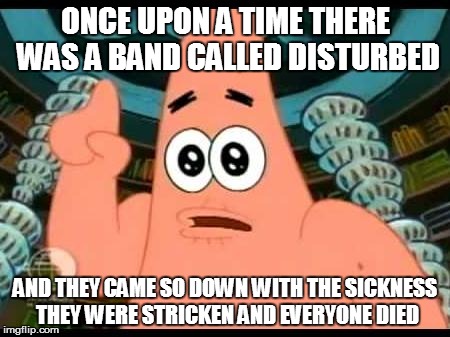 ONCE UPON A TIME THERE
WAS A BAND CALLED DISTURBED
AND THEY CAME SO DOWN WITH THE SICKNESS
THEY WERE STRICKEN AND EVERYONE DIED
imgflip.com